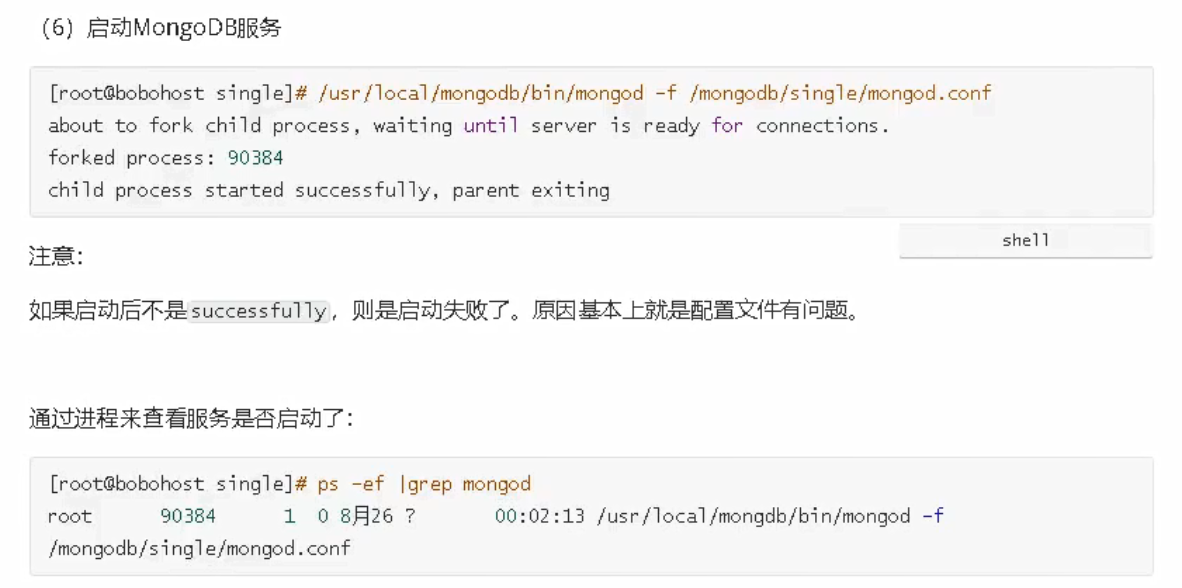 （6）启动MongoDB服务
[root@bobohost single]# /usr/local/mongodb/bin/mongod -f /mongodb/single/mongod.conf
about to fork child process, waiting until server is ready for connections.
forked process: 90384
child process started successfully, parent exiting
shell
注意：
如果启动后不是successfully，则是启动失败了。原因基本上就是配置文件有问题。
通过进程来查看服务是否启动了：
[root@bobohost single]# ps -ef |grep mongod
root      90384      1  0 8月26 ?       00:02:13 /usr/local/mongdb/bin/mongod -f
/mongodb/single/mongod.conf